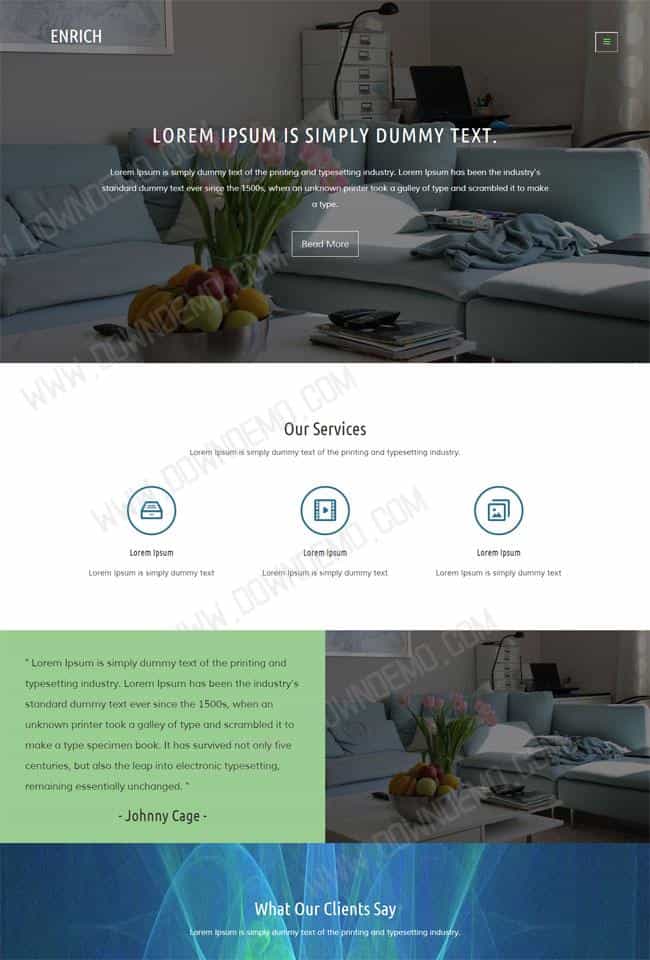 ENRICH
LOREM IPSUM IS SIMPLY DUMMY TEXT.
Lorem Ipsum is simply dummy text of the printing and typesetting industry. Lorem Ipsum has been the industry's
standard dummy text ever since the 1500s, when an unknown printer took a galley of type and scrambled it to make
a type.
Read More
WWW.DOWNDEMO.COM
Our Services
Lorem Ipsum is simply dummy text of the printing and typesetting industry.
WWW.DOWNDEMO.COM
Lorem Ipsum
Lorem Ipsum
Lorem Ipsum
Lorem Ipsum is simply dummy text
Lorem Ipsum is simply dummy text
Lorem Ipsum is simply dummy text
WWW.DOWNDEMO.COM
" Lorem Ipsum is simply dummy text of the printing and
typesetting industry. Lorem Ipsum has been the industry's
standard dummy text ever since the 1500s, when an
unknown printer took a galley of type and scrambled it to
make a type specimen book. It has survived not only five
centuries, but also the leap into electronic typesetting,
remaining essentially unchanged. "
- Johnny Cage -
What Our Clients Say
Lorem Ipsum is simply dummy text of the printing and typesetting industry.